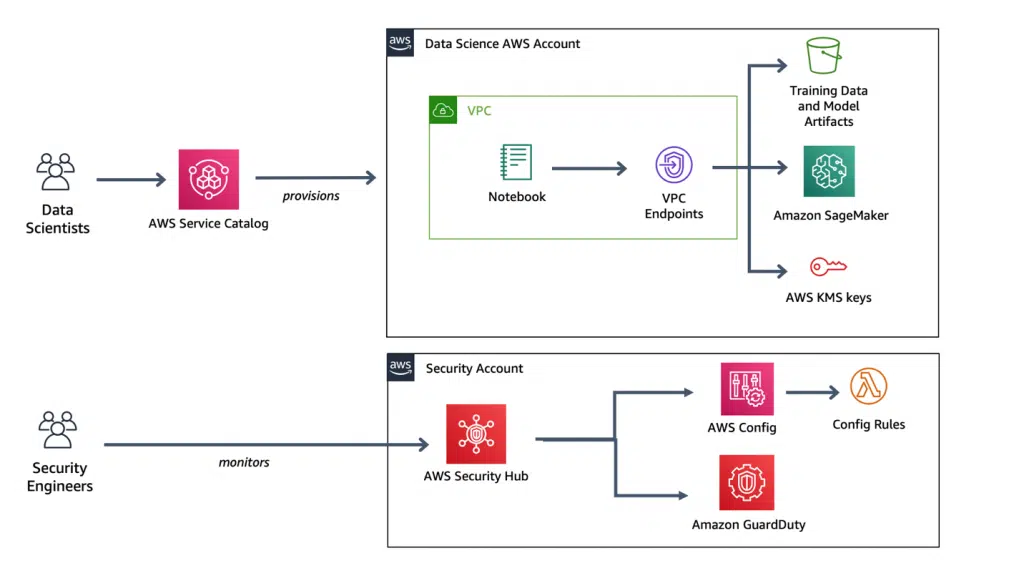 aws
Data Science AWS Account
VPC
Training Data
and Model
Artifacts
Notebook
VPC
Endpoints
Amazon SageMaker
AWS KMS keys
Data
Scientists
AWS Service Catalog
provisions
aws
Security Account
AWS Security Hub
AWS Config
Config Rules
Amazon GuardDuty
Security
Engineers
monitors